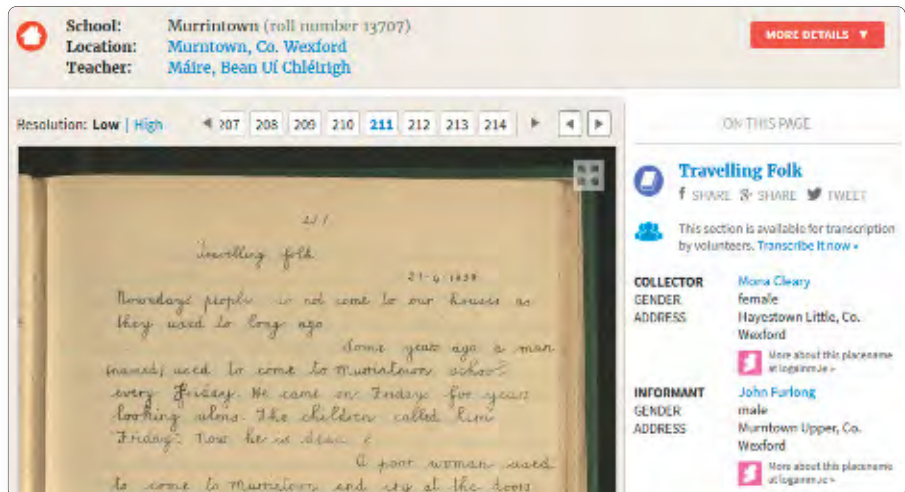 School: Murrintown (roll number 13707)
Location: Murntown, Co. Wexford
Teacher: Máire, Bean Uí Chléirigh
MORE DETAILS ▼
Resolution: Low | High
◄ 207 208 209 210 211 212 213 214 ► ◄ ►
211
Travelling folk
21-4-1938
Nowadays people do not come to our houses as
they used to long ago
Some years ago a man
(name) used to come to Murrintown school
every Friday. He came on Fridays for years
looking alms. The children called him
Friday. Now he is dead
A poor woman used
to come to Murntown and cry at the doors
ON THIS PAGE
Travelling Folk
SHARE SHARE TWEET
This section is available for transcription
by volunteers. Transcribe it now »
COLLECTOR Mona Cleary
GENDER female
ADDRESS Hayestown Little, Co.
Wexford
More about this placename
at logainm.ie »
INFORMANT John Furlong
GENDER male
ADDRESS Murntown Upper, Co.
Wexford
More about this placename
at logainm.ie »